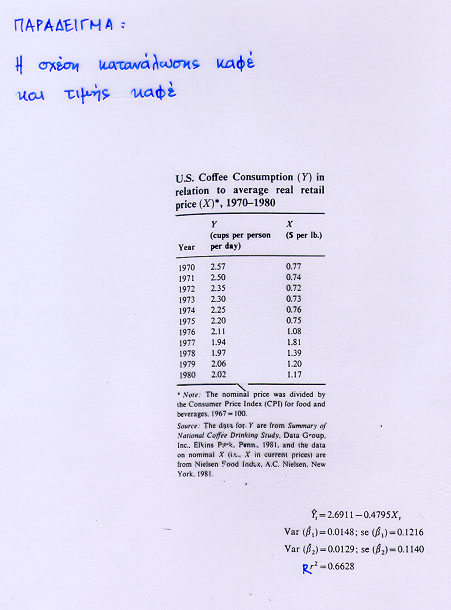 ΠΑΡΑΔΕΙΓΜΑ :
Η σχέση κατανάλωσης καφέ
και τιμής καφέ
U.S. Coffee Consumption (Y) in
relation to average real retail
price (X)*, 1970–1980
Y X
(cups per person ($ per lb.)
Year per day)
1970 2.57 0.77
1971 2.50 0.74
1972 2.35 0.72
1973 2.30 0.73
1974 2.25 0.76
1975 2.20 0.75
1976 2.11 1.08
1977 1.94 1.81
1978 1.97 1.39
1979 2.06 1.20
1980 2.02 1.17
* Note: The nominal price was divided by
the Consumer Price Index (CPI) for food and
beverages, 1967 = 100.
Source: The data for Y are from Summary of
National Coffee Drinking Study, Data Group,
Inc., Elkins Park, Penn., 1981, and the data
on nominal X (i.e., X in current prices) are
from Nielsen Food Index, A.C. Nielsen, New
York, 1981.
Ŷₜ = 2.6911 − 0.4795Xₜ
Var (β̂₁) = 0.0148; se (β̂₁) = 0.1216
Var (β̂₂) = 0.0129; se (β̂₂) = 0.1140
R r² = 0.6628